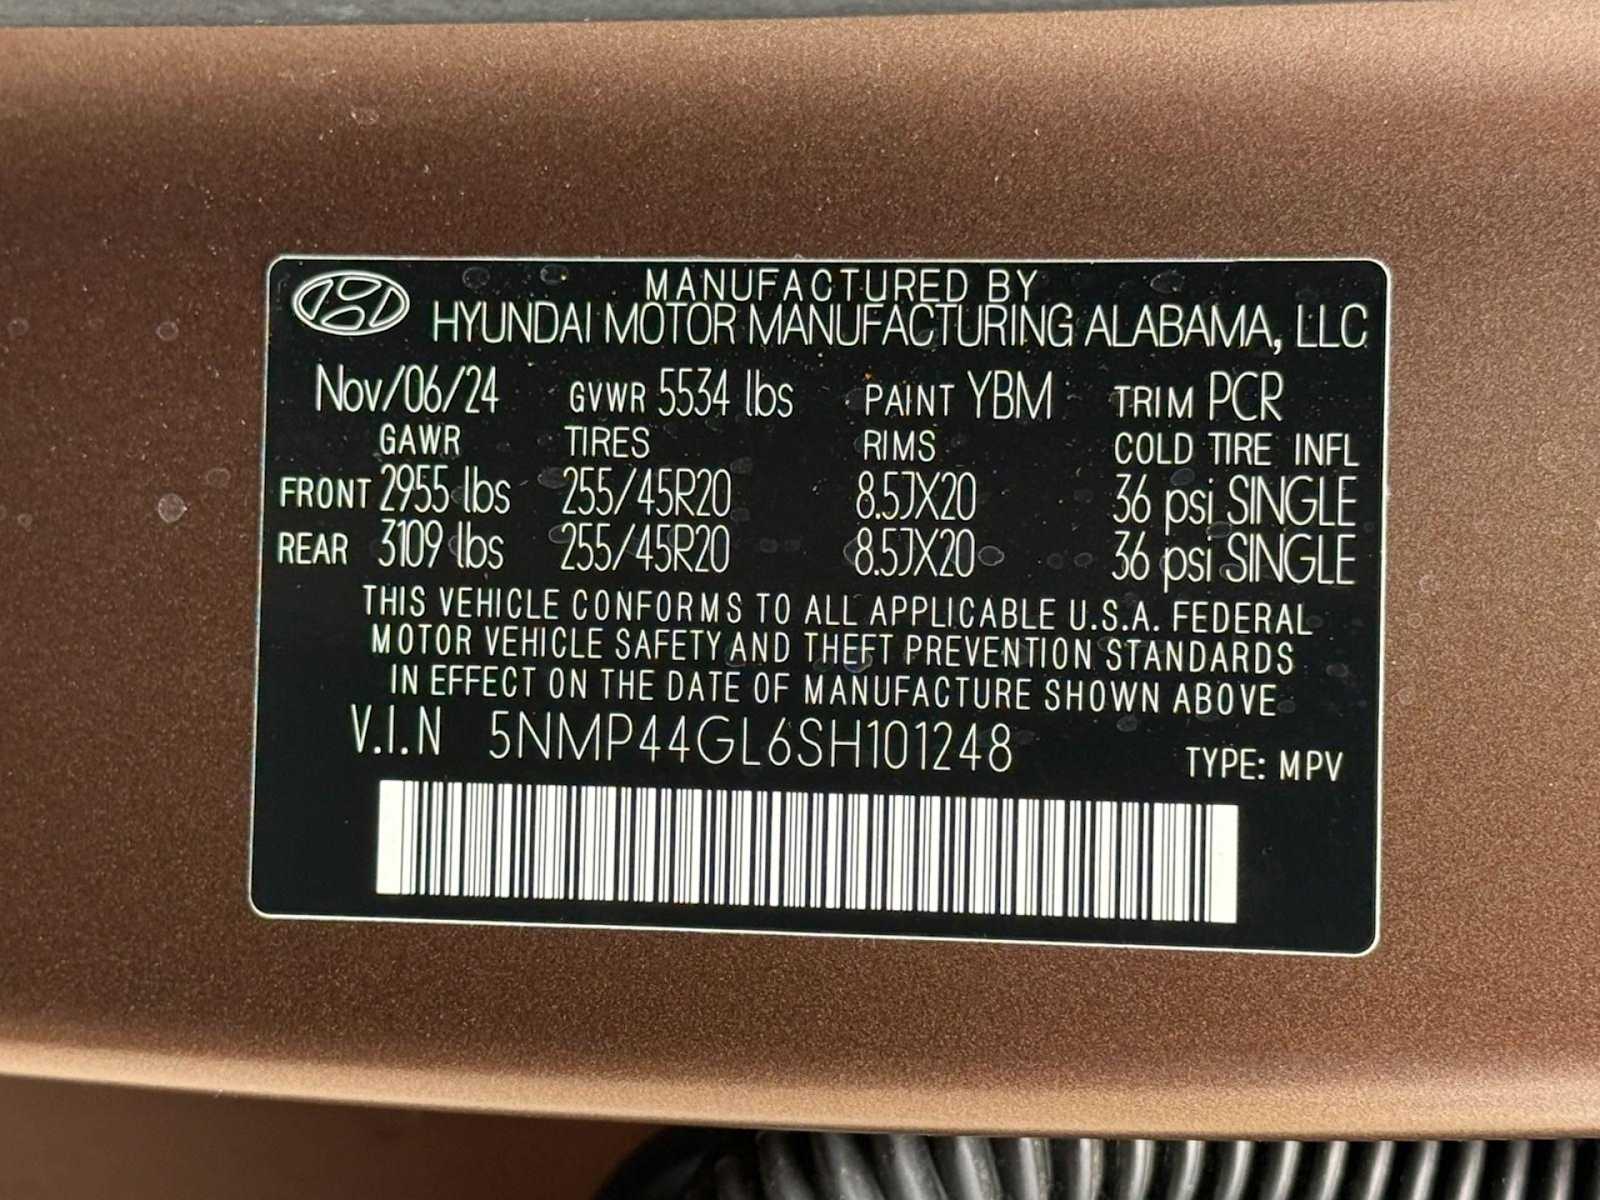 MANUFACTURED BY
HYUNDAI MOTOR MANUFACTURING ALABAMA, LLC
Nov/06/24 GVWR 5534 lbs PAINT YBM TRIM PCR
GAWR TIRES RIMS COLD TIRE INFL
FRONT 2955 lbs 255/45R20 8.5JX20 36 psi SINGLE
REAR 3109 lbs 255/45R20 8.5JX20 36 psi SINGLE
THIS VEHICLE CONFORMS TO ALL APPLICABLE U.S.A. FEDERAL
MOTOR VEHICLE SAFETY AND THEFT PREVENTION STANDARDS
IN EFFECT ON THE DATE OF MANUFACTURE SHOWN ABOVE
V.I.N 5NMP44GL6SH101248 TYPE: MPV